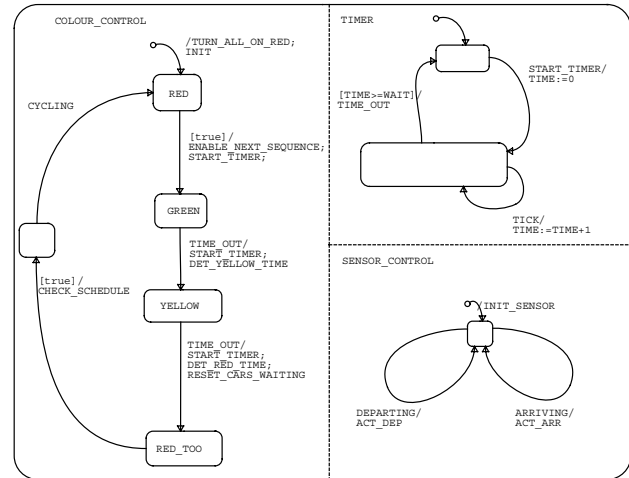 COLOUR_CONTROL
/TURN_ALL_ON_RED;
INIT
RED
CYCLING
[true]/
ENABLE_NEXT_SEQUENCE;
START_TIMER;
GREEN
TIME_OUT/
START_TIMER;
DET_YELLOW_TIME
[true]/
CHECK_SCHEDULE
YELLOW
TIME_OUT/
START_TIMER;
DET_RED_TIME;
RESET_CARS_WAITING
RED_TOO
TIMER
START_TIMER/
TIME:=0
[TIME>=WAIT]/
TIME_OUT
TICK/
TIME:=TIME+1
SENSOR_CONTROL
/INIT_SENSOR
DEPARTING/
ACT_DEP
ARRIVING/
ACT_ARR